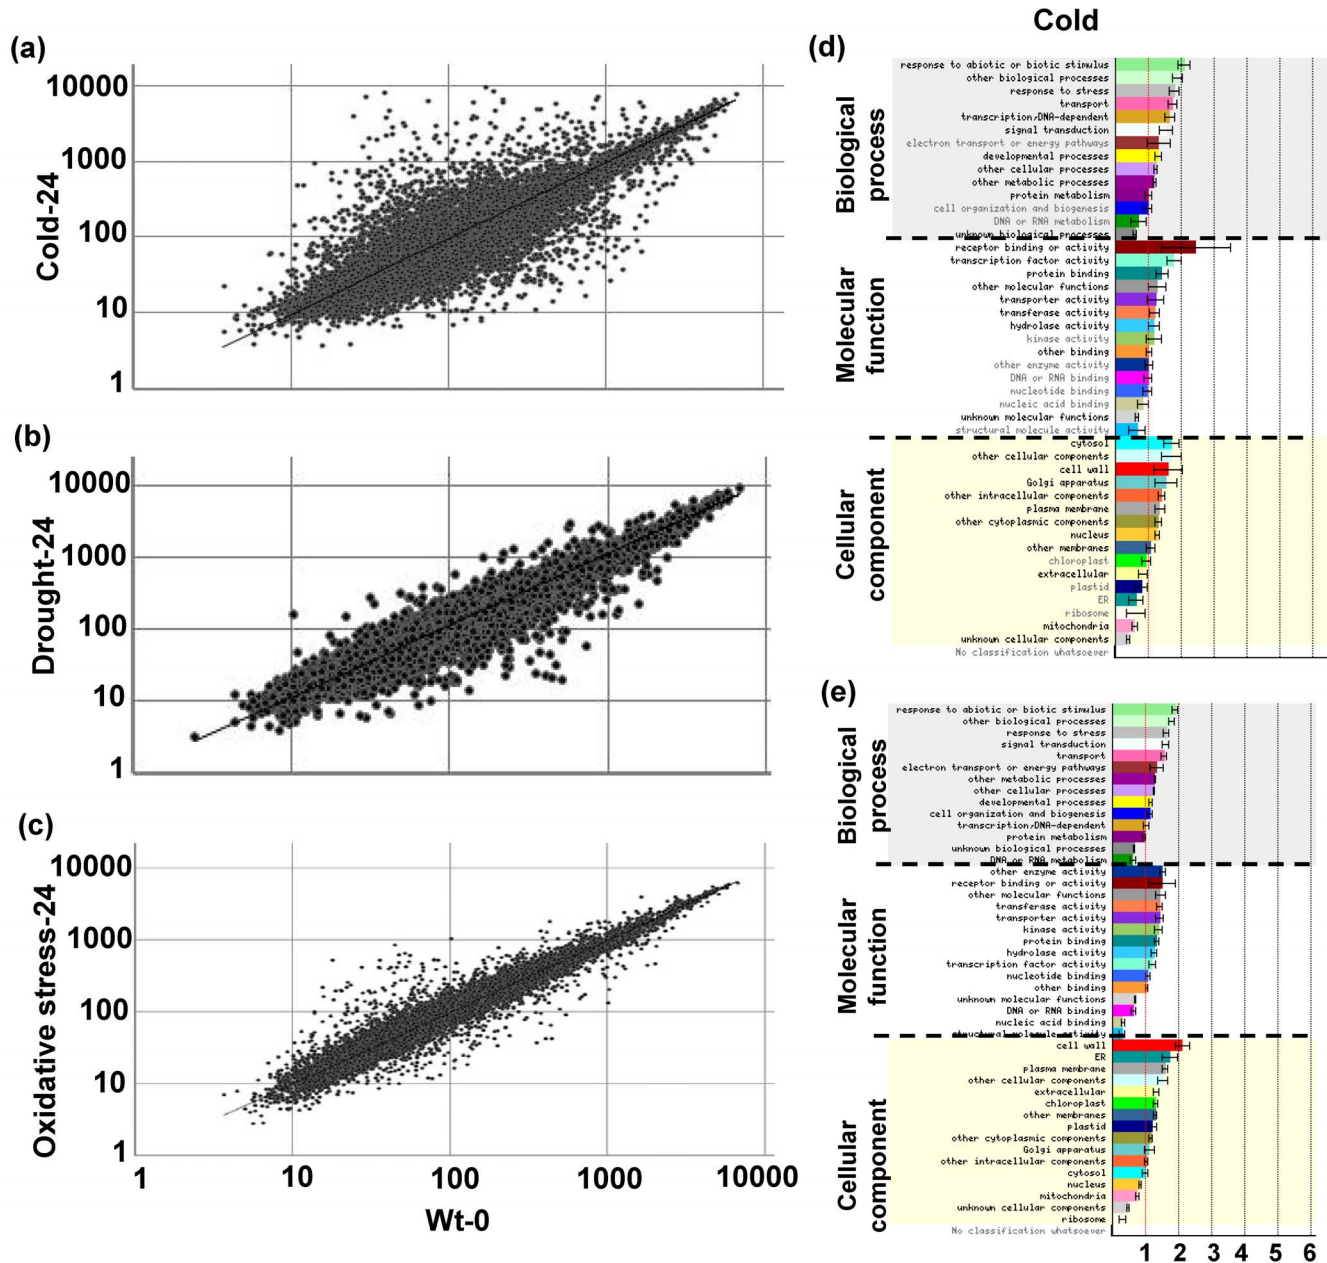 Cold
(a)
10000
1000
100
10
1
Cold-24
(b)
10000
1000
100
10
1
Drought-24
(c)
10000
1000
100
10
1
Oxidative stress-24
1 10 100 1000 10000
Wt-0
(d)
Biological
process
response to abiotic or biotic stimulus
other biological processes
response to stress
transport
transcription,DNA-dependent
signal transduction
electron transport or energy pathways
developmental processes
other cellular processes
other metabolic processes
protein metabolism
cell organization and biogenesis
DNA or RNA metabolism
unknown biological processes
Molecular
function
receptor binding or activity
transcription factor activity
protein binding
other molecular functions
transporter activity
transferase activity
hydrolase activity
kinase activity
other binding
other enzyme activity
DNA or RNA binding
nucleotide binding
nucleic acid binding
unknown molecular functions
structural molecule activity
Cellular
component
cytosol
other cellular components
cell wall
Golgi apparatus
other intracellular components
plasma membrane
other cytoplasmic components
nucleus
other membranes
chloroplast
extracellular
plastid
ER
ribosome
mitochondria
unknown cellular components
No classification whatsoever
(e)
Biological
process
response to abiotic or biotic stimulus
other biological processes
response to stress
signal transduction
transport
electron transport or energy pathways
other metabolic processes
other cellular processes
developmental processes
cell organization and biogenesis
transcription,DNA-dependent
protein metabolism
unknown biological processes
DNA or RNA metabolism
Molecular
function
other enzyme activity
receptor binding or activity
other molecular functions
transferase activity
transporter activity
kinase activity
protein binding
hydrolase activity
transcription factor activity
nucleotide binding
other binding
unknown molecular functions
DNA or RNA binding
nucleic acid binding
structural molecule activity
Cellular
component
cell wall
ER
plasma membrane
other cellular components
extracellular
chloroplast
other membranes
plastid
other cytoplasmic components
Golgi apparatus
other intracellular components
cytosol
nucleus
mitochondria
unknown cellular components
ribosome
No classification whatsoever
1 2 3 4 5 6